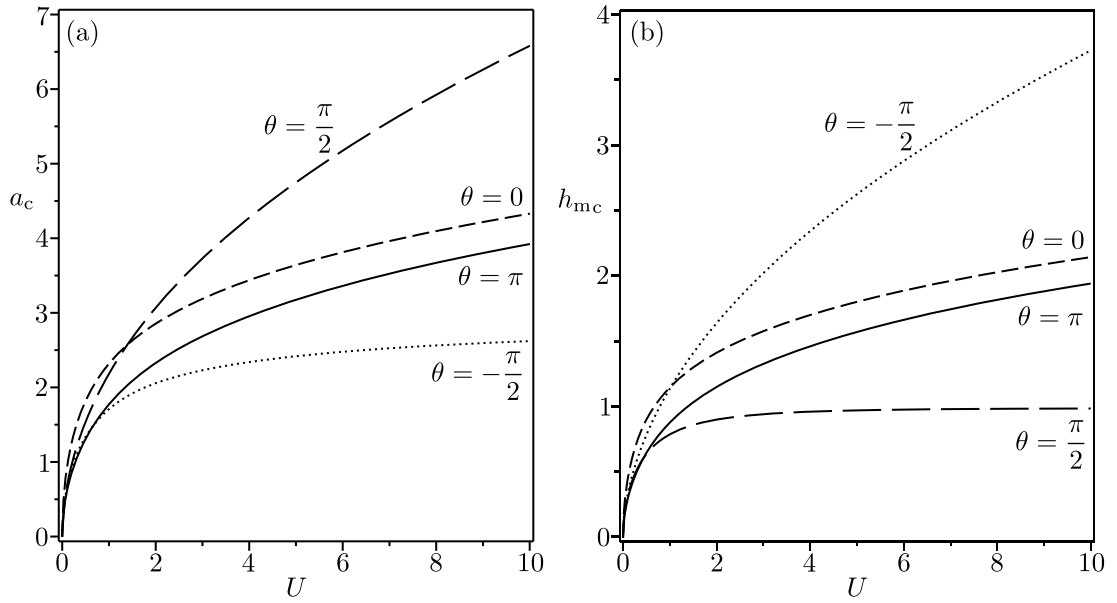 (a)
7
6
5
4
3
2
1
0
a_c
θ = π/2
θ = 0
θ = π
θ = −π/2
0 2 4 6 8 10
U
(b)
4
3
2
1
0
h_mc
θ = −π/2
θ = 0
θ = π
θ = π/2
0 2 4 6 8 10
U